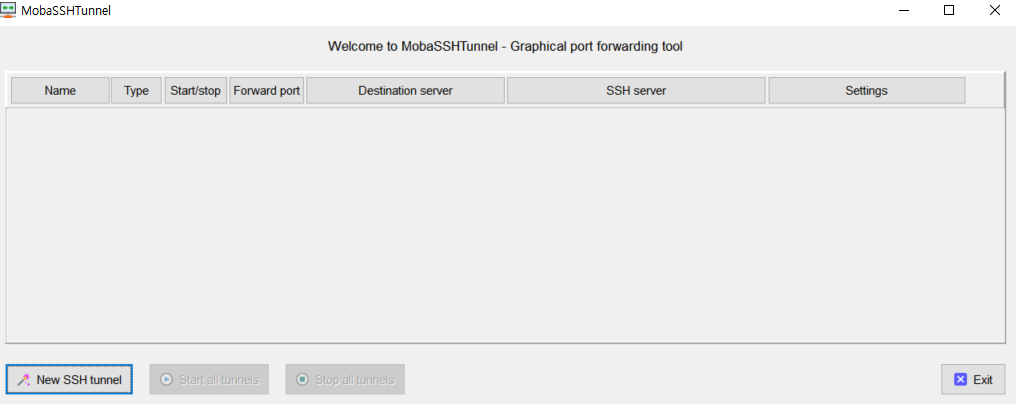 MobaSSHTunnel
Welcome to MobaSSHTunnel - Graphical port forwarding tool
Name Type Start/stop Forward port Destination server SSH server Settings
New SSH tunnel Start all tunnels Stop all tunnels Exit